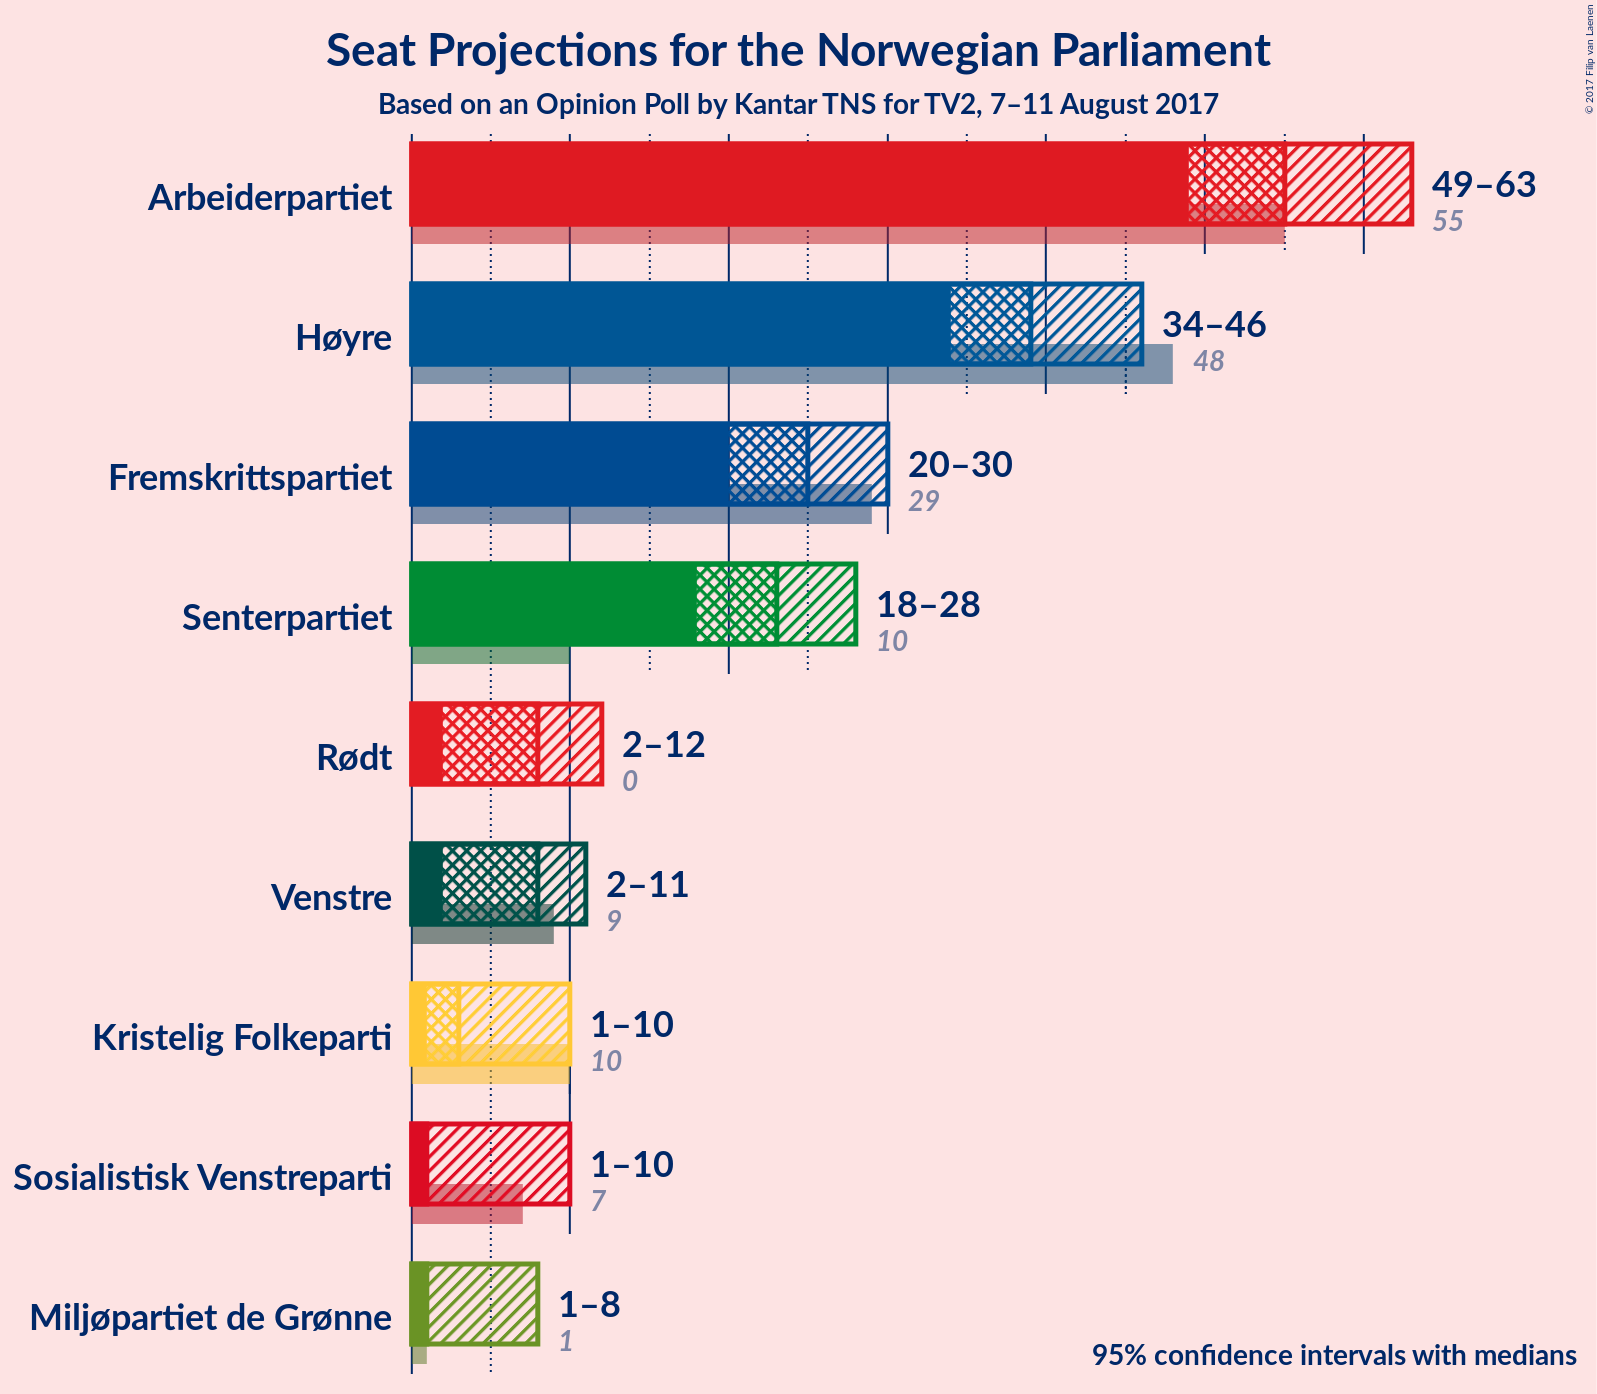 Seat Projections for the Norwegian Parliament
Based on an Opinion Poll by Kantar TNS for TV2, 7–11 August 2017
© 2017 Filip van Laenen
Arbeiderpartiet
49–63
55
Høyre
34–46
48
Fremskrittspartiet
20–30
29
Senterpartiet
18–28
10
Rødt
2–12
0
Venstre
2–11
9
Kristelig Folkeparti
1–10
10
Sosialistisk Venstreparti
1–10
7
Miljøpartiet de Grønne
1–8
1
95% confidence intervals with medians